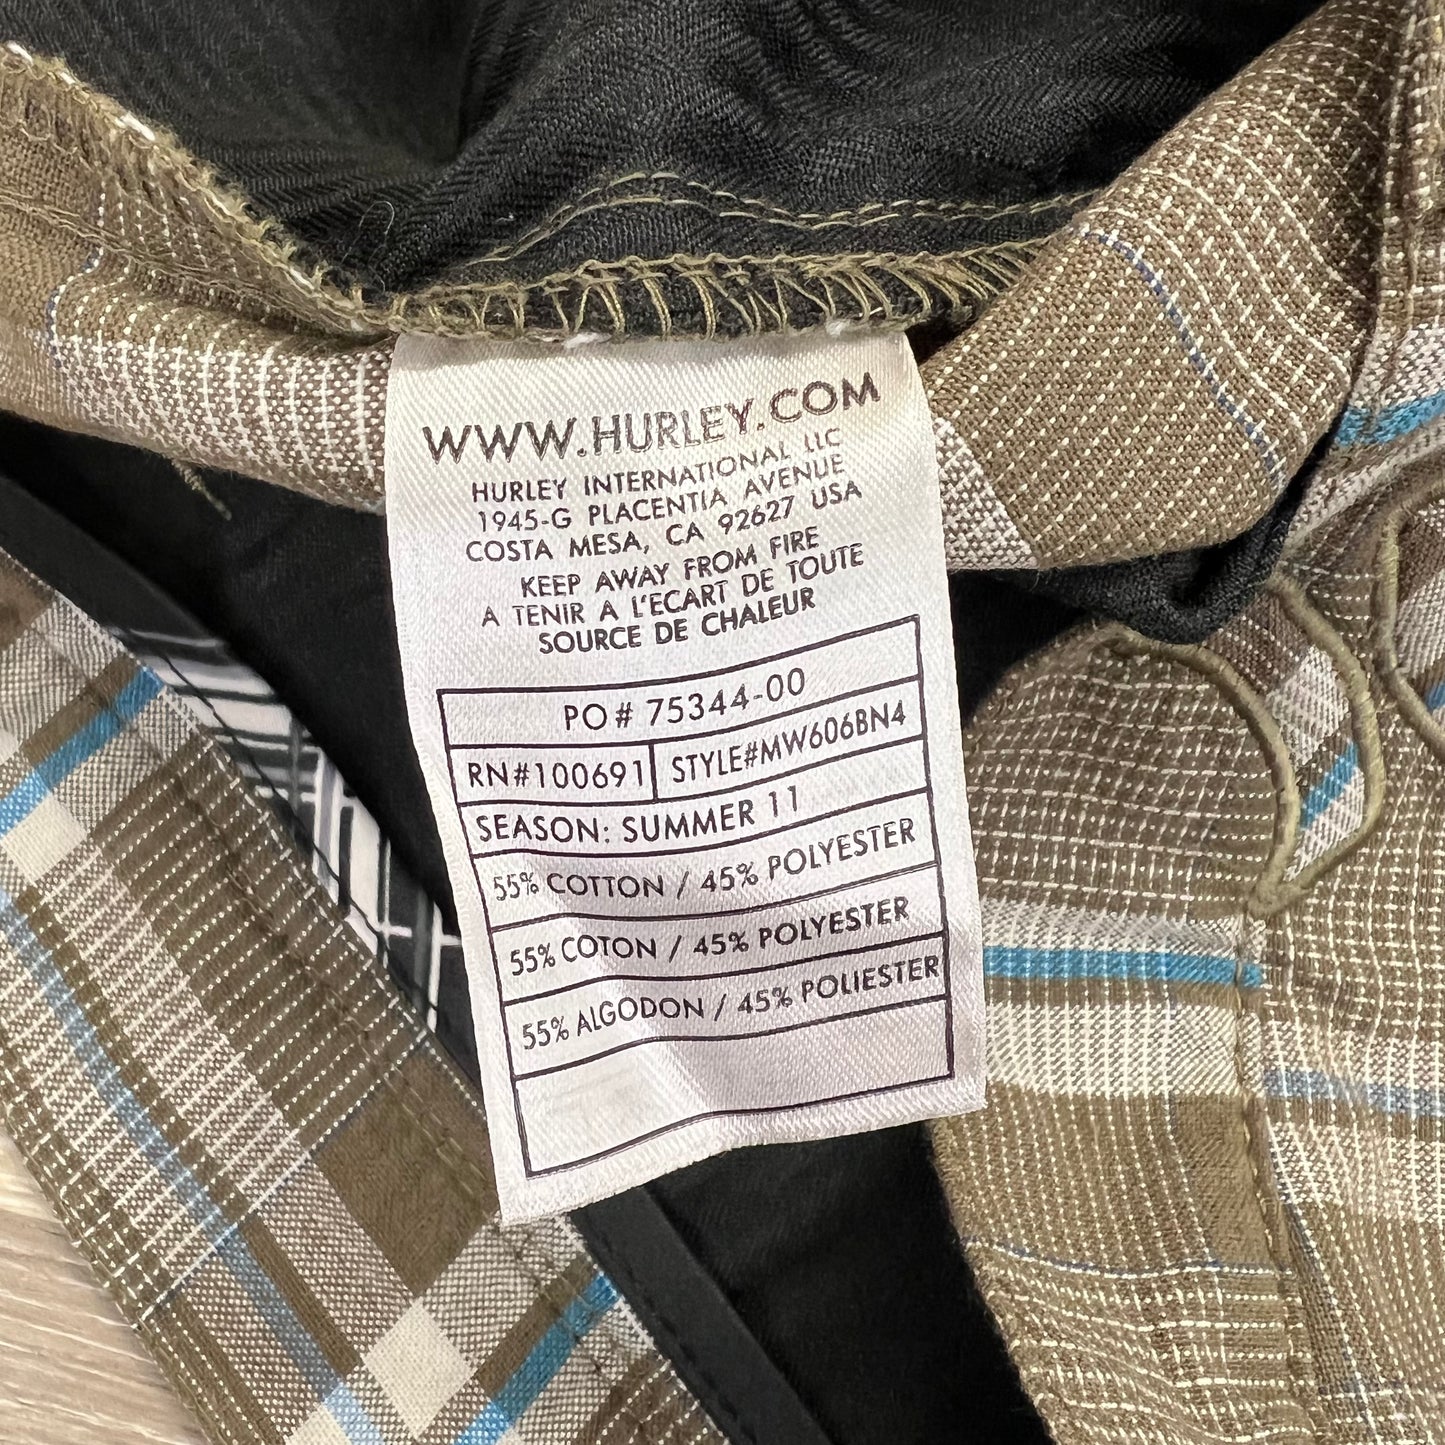 WWW.HURLEY.COM
HURLEY INTERNATIONAL LLC
1945-G PLACENTIA AVENUE
COSTA MESA, CA 92627 USA
KEEP AWAY FROM FIRE
A TENIR A L'ECART DE TOUTE
SOURCE DE CHALEUR
PO# 75344-00
RN#100691 STYLE#MW606BN4
SEASON: SUMMER 11
55% COTTON / 45% POLYESTER
55% COTON / 45% POLYESTER
55% ALGODON / 45% POLIESTER